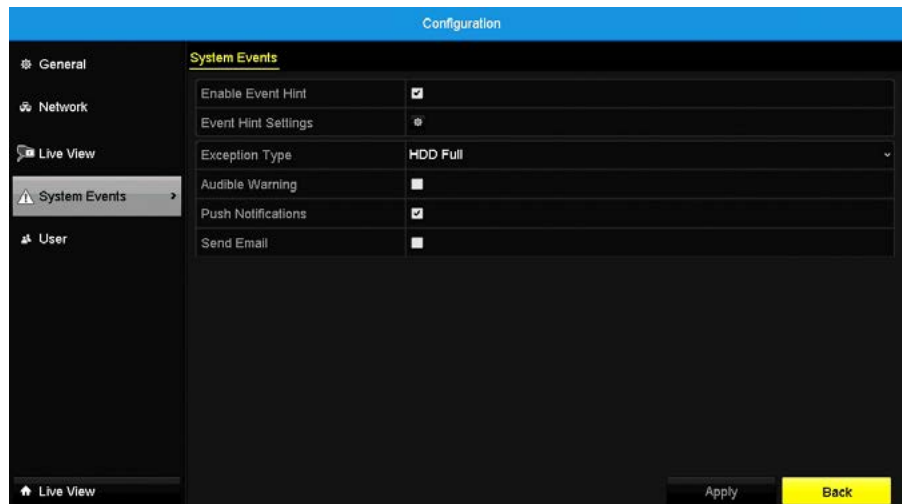 Configuration
General
Network
Live View
System Events
User
Live View
System Events
Enable Event Hint
Event Hint Settings
Exception Type HDD Full
Audible Warning
Push Notifications
Send Email
Apply Back